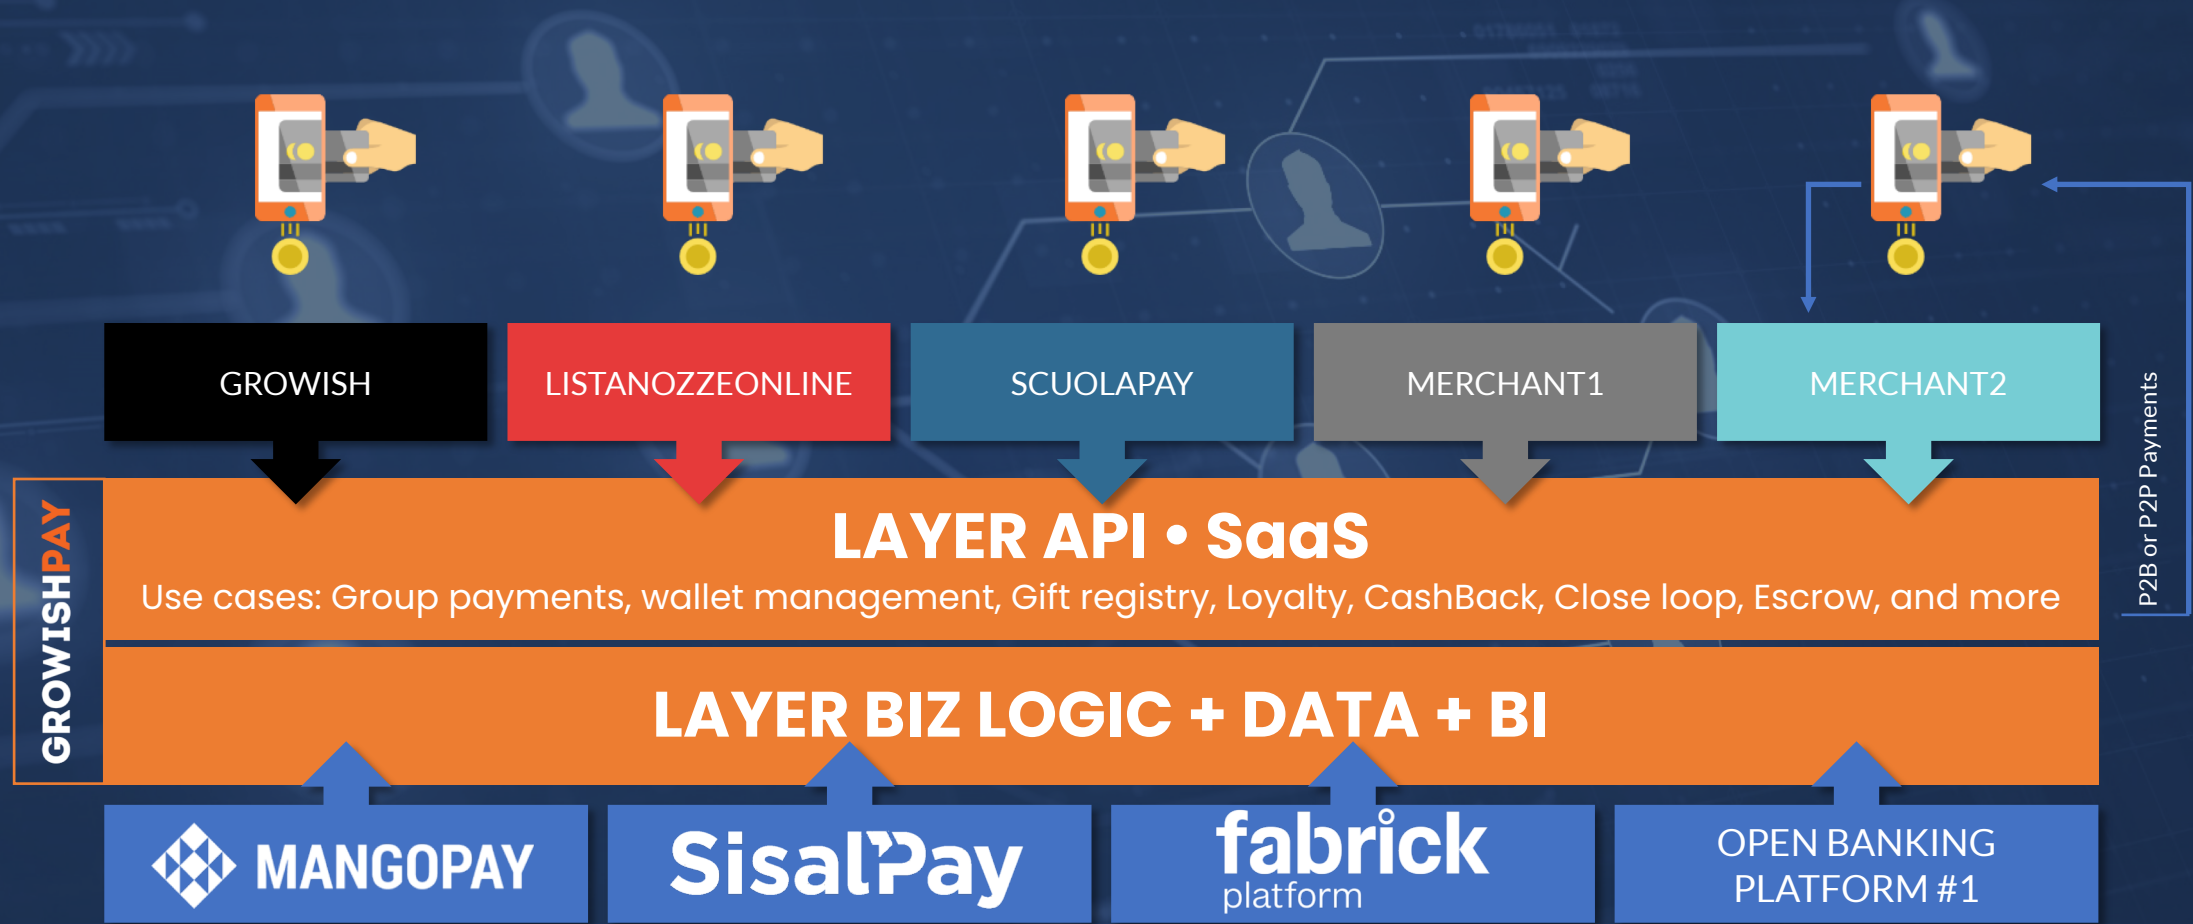 GROWISH
LISTANOZZEONLINE
SCUOLAPAY
MERCHANT1
MERCHANT2
P2B or P2P Payments
GROWISHPAY
LAYER API • SaaS
Use cases: Group payments, wallet management, Gift registry, Loyalty, CashBack, Close loop, Escrow, and more
LAYER BIZ LOGIC + DATA + BI
MANGOPAY
SisalPay
fabrick
platform
OPEN BANKING
PLATFORM #1